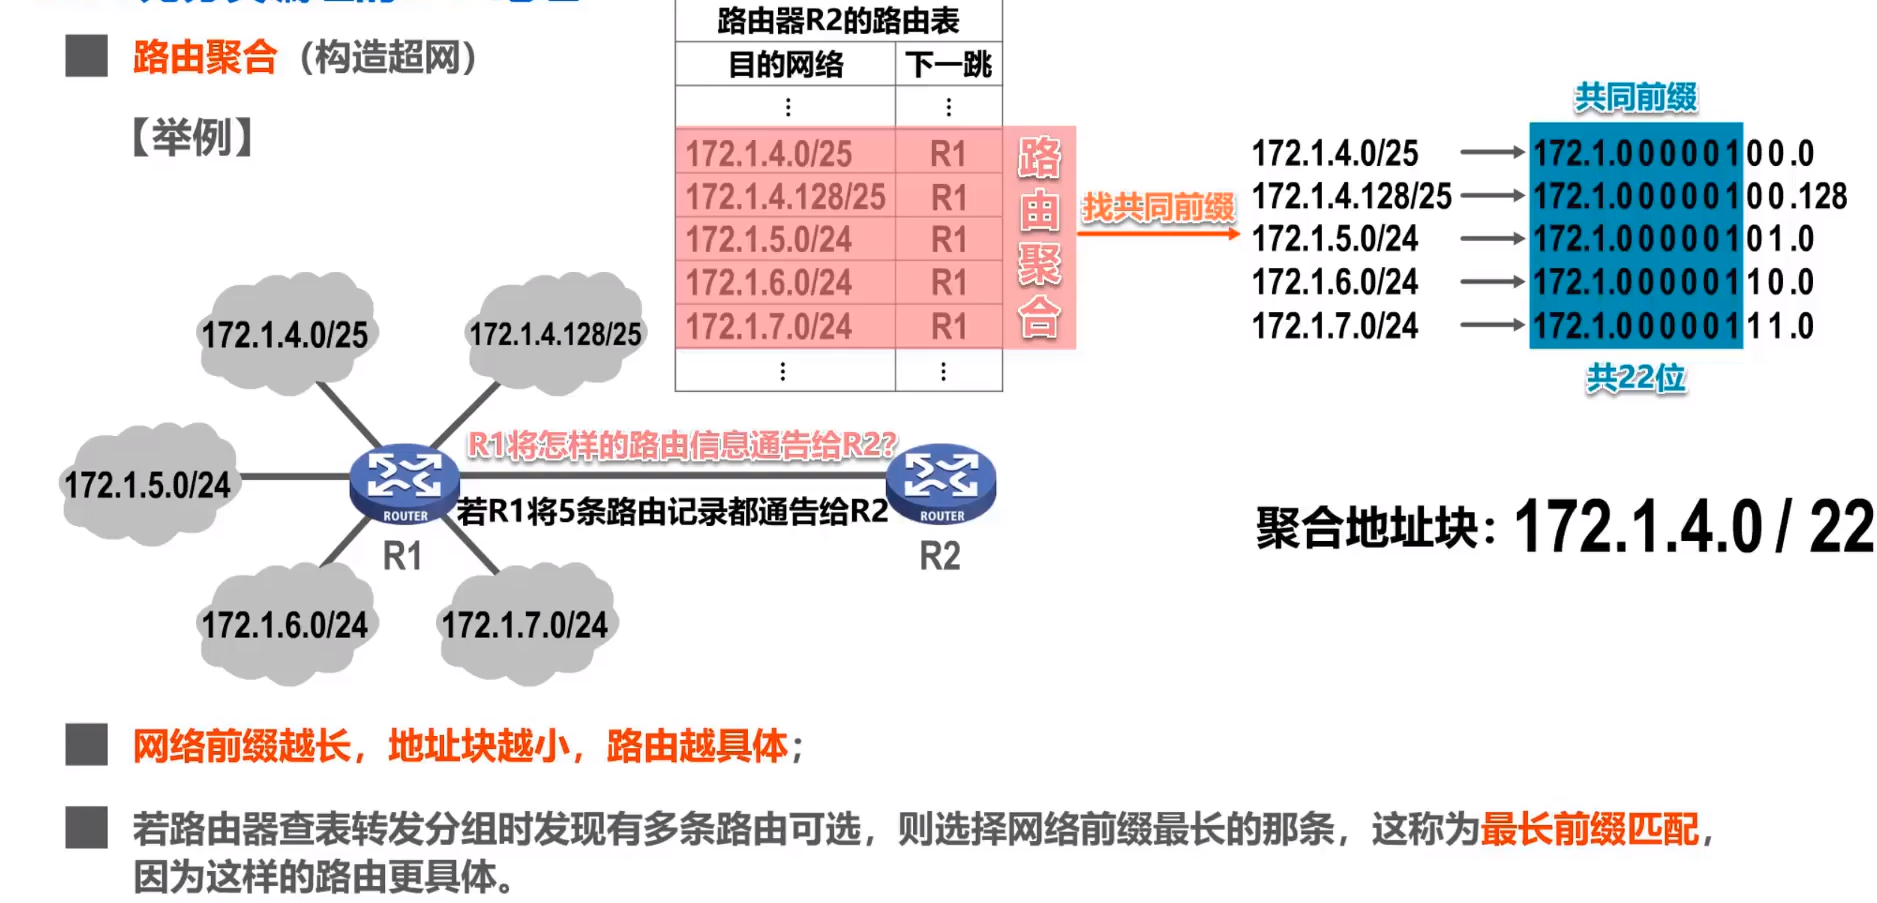 路由聚合（构造超网）
【举例】
路由器R2的路由表
目的网络 下一跳
⋮ ⋮
172.1.4.0/25 R1
172.1.4.128/25 R1
172.1.5.0/24 R1
172.1.6.0/24 R1
172.1.7.0/24 R1
⋮ ⋮
路由聚合
找共同前缀
共同前缀
172.1.4.0/25 172.1.00000100.0
172.1.4.128/25 172.1.00000100.128
172.1.5.0/24 172.1.00000101.0
172.1.6.0/24 172.1.00000110.0
172.1.7.0/24 172.1.00000111.0
共22位
172.1.4.0/25
172.1.4.128/25
172.1.5.0/24
172.1.6.0/24
172.1.7.0/24
R1将怎样的路由信息通告给R2?
若R1将5条路由记录都通告给R2
ROUTER
R1
ROUTER
R2
聚合地址块：172.1.4.0 / 22
网络前缀越长，地址块越小，路由越具体；
若路由器查表转发分组时发现有多条路由可选，则选择网络前缀最长的那条，这称为最长前缀匹配，
因为这样的路由更具体。